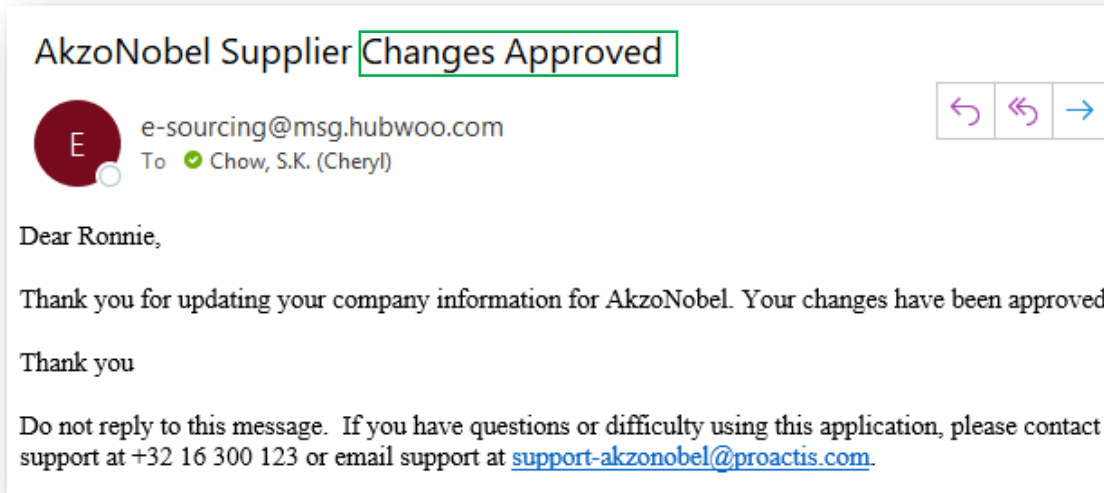 AkzoNobel Supplier Changes Approved
E
e-sourcing@msg.hubwoo.com
To Chow, S.K. (Cheryl)
Dear Ronnie,
Thank you for updating your company information for AkzoNobel. Your changes have been approved
Thank you
Do not reply to this message.  If you have questions or difficulty using this application, please contact
support at +32 16 300 123 or email support at support-akzonobel@proactis.com.